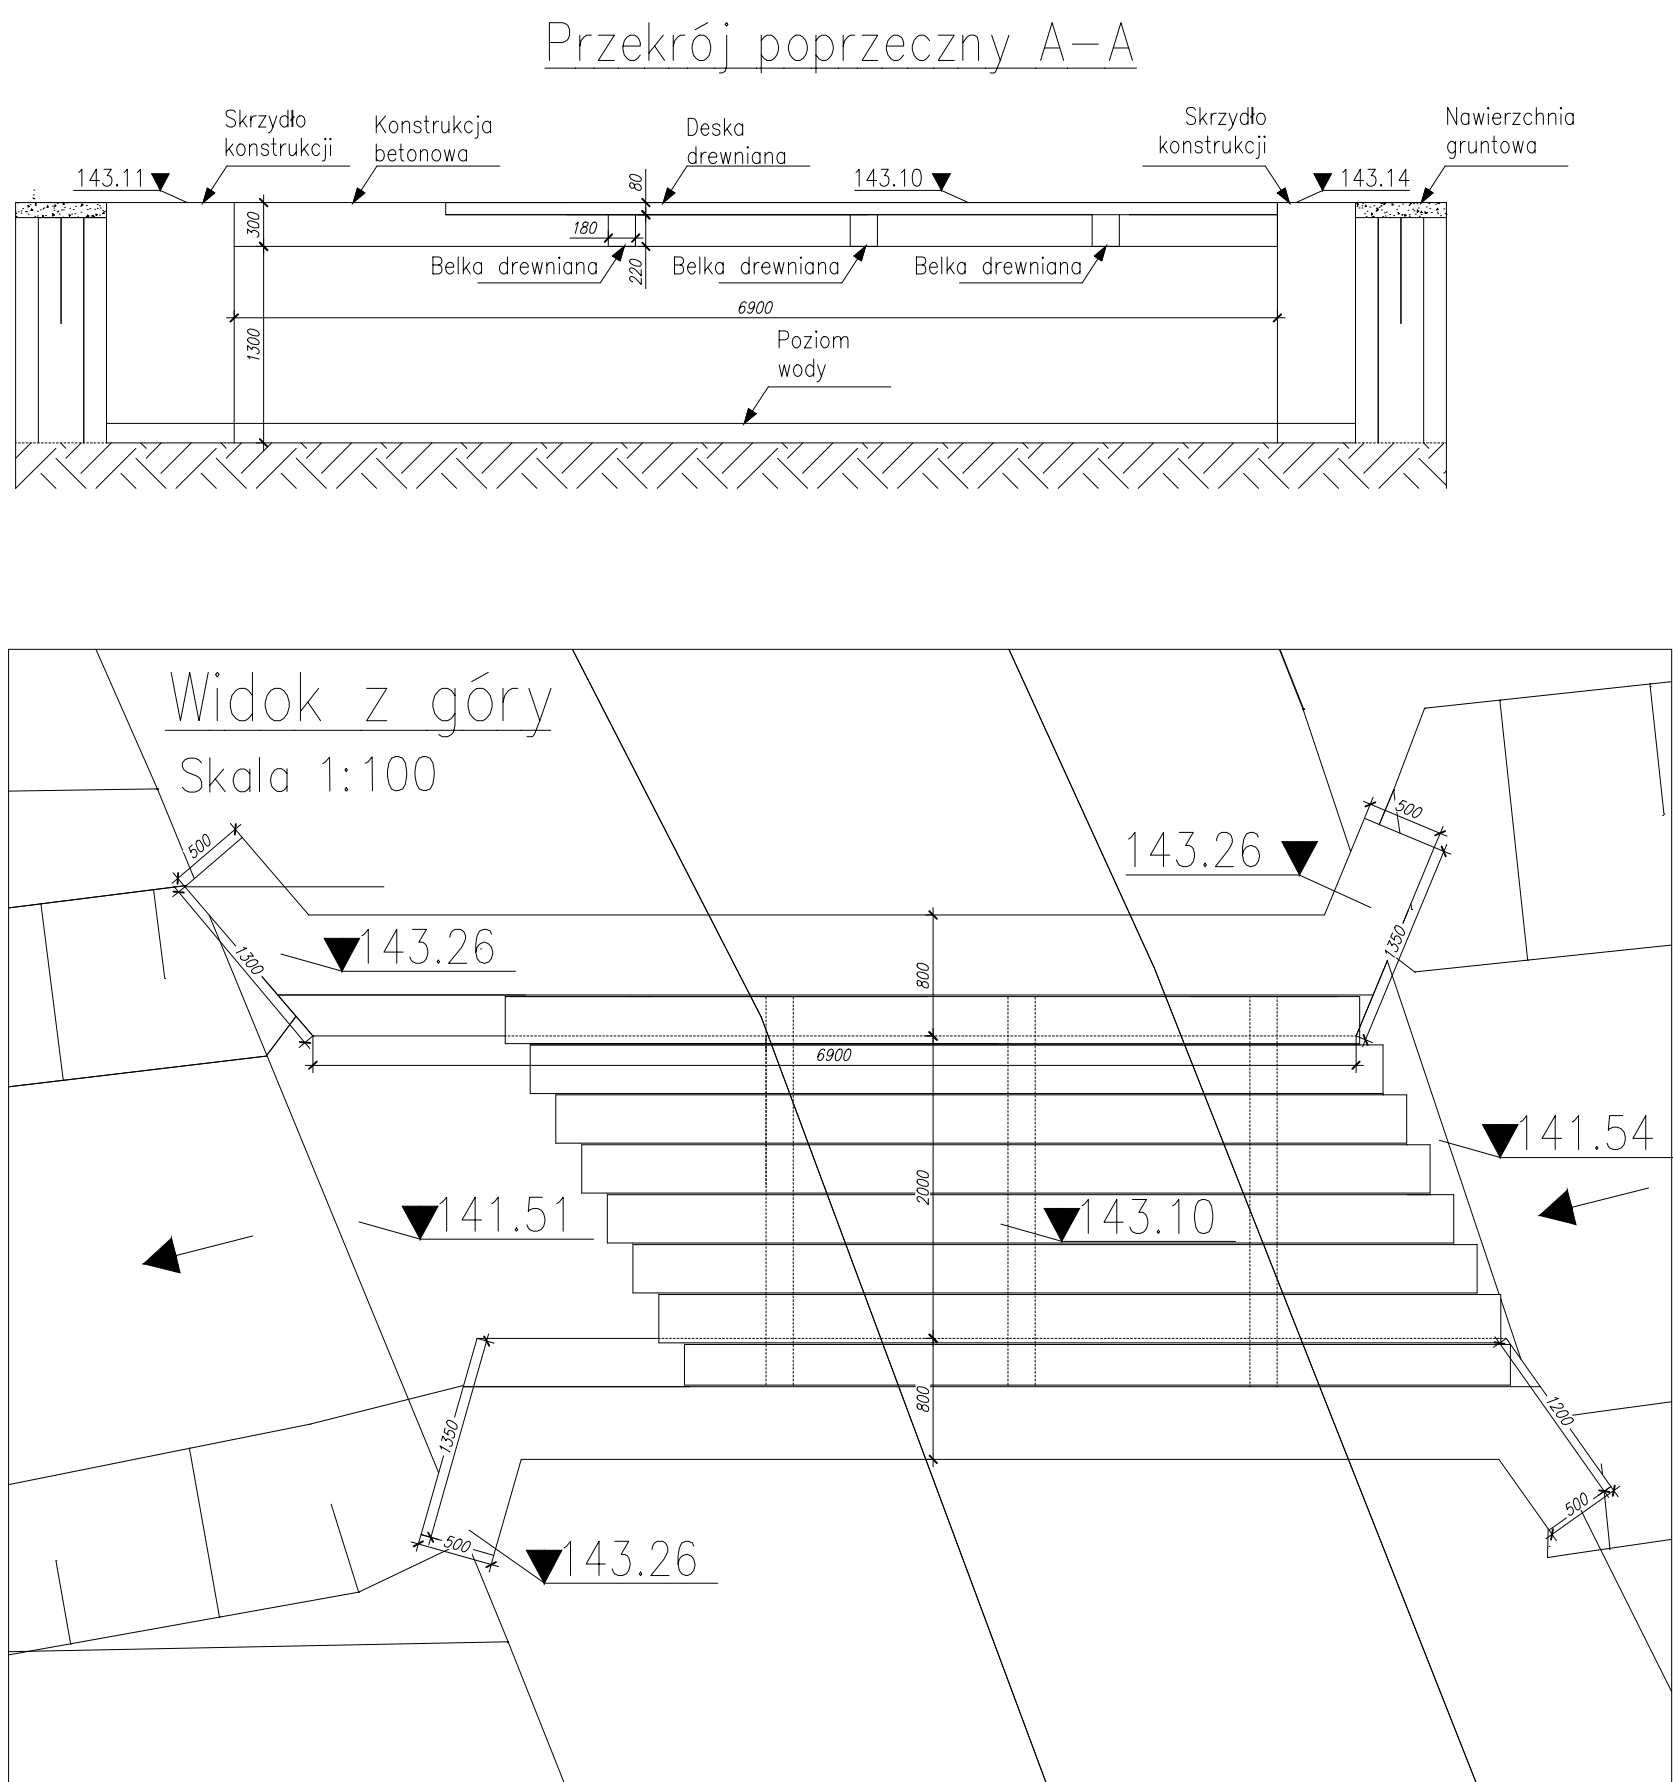 Przekrój poprzeczny A-A
Skrzydło
konstrukcji
Konstrukcja
betonowa
Deska
drewniana
Skrzydło
konstrukcji
Nawierzchnia
gruntowa
143.11
80
143.10
143.14
300
180
220
Belka drewniana
Belka drewniana
Belka drewniana
6900
1300
Poziom
wody
Widok z góry
Skala 1:100
500
500
143.26
143.26
1300
800
1350
6900
141.54
2000
141.51
143.10
800
1350
1200
500
500
143.26